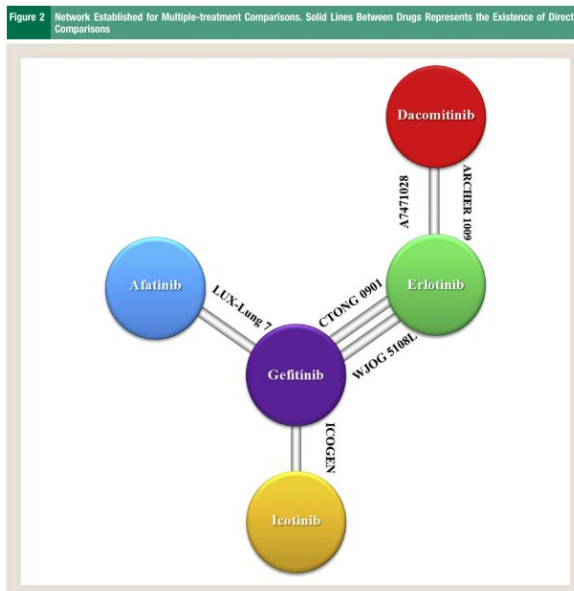 Figure 2 Network Established for Multiple-treatment Comparisons. Solid Lines Between Drugs Represents the Existence of Direct
Comparisons
Dacomitinib
A7471028
ARCHER 1009
Afatinib
LUX-Lung 7
CTONG 0901
Erlotinib
WJOG 5108L
Gefitinib
ICOGEN
Icotinib